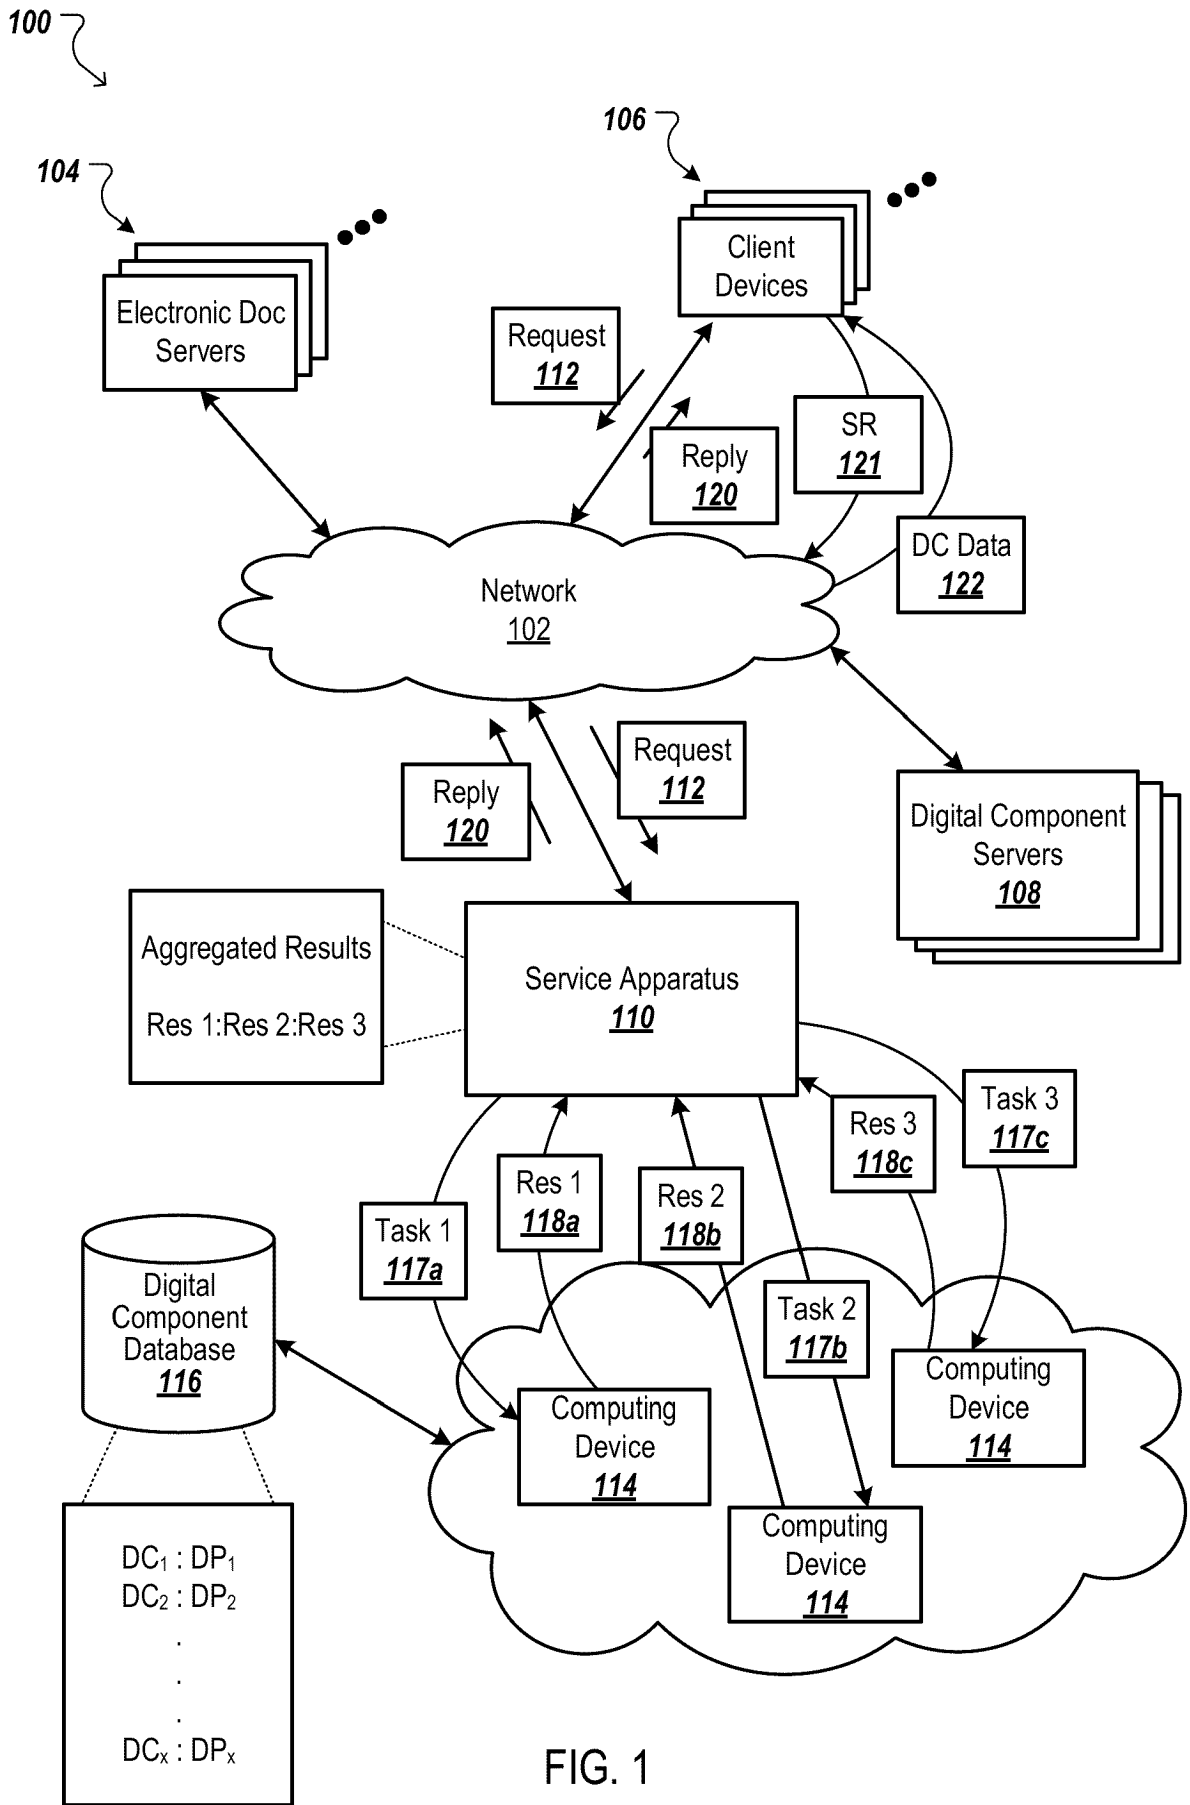 100
106
104
Client
Devices
Electronic Doc
Servers
Request
112
SR
121
Reply
120
DC Data
122
Network
102
Request
112
Reply
120
Digital Component
Servers
108
Aggregated Results
Res 1:Res 2:Res 3
Service Apparatus
110
Task 3
117c
Res 3
118c
Res 1
118a
Res 2
118b
Task 1
117a
Digital
Component
Database
116
Task 2
117b
Computing
Device
114
Computing
Device
114
Computing
Device
114
DC₁ : DP₁
DC₂ : DP₂
.
.
.
DCₓ : DPₓ
FIG. 1